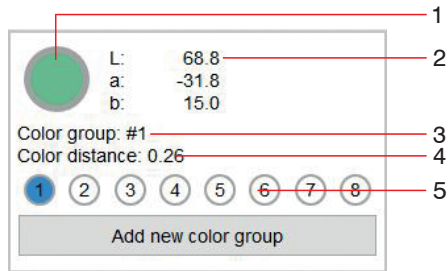 1
L: 68.8
2
a: -31.8
b: 15.0
Color group: #1
3
Color distance: 0.26
4
1 2 3 4 5 6 7 8
5
Add new color group